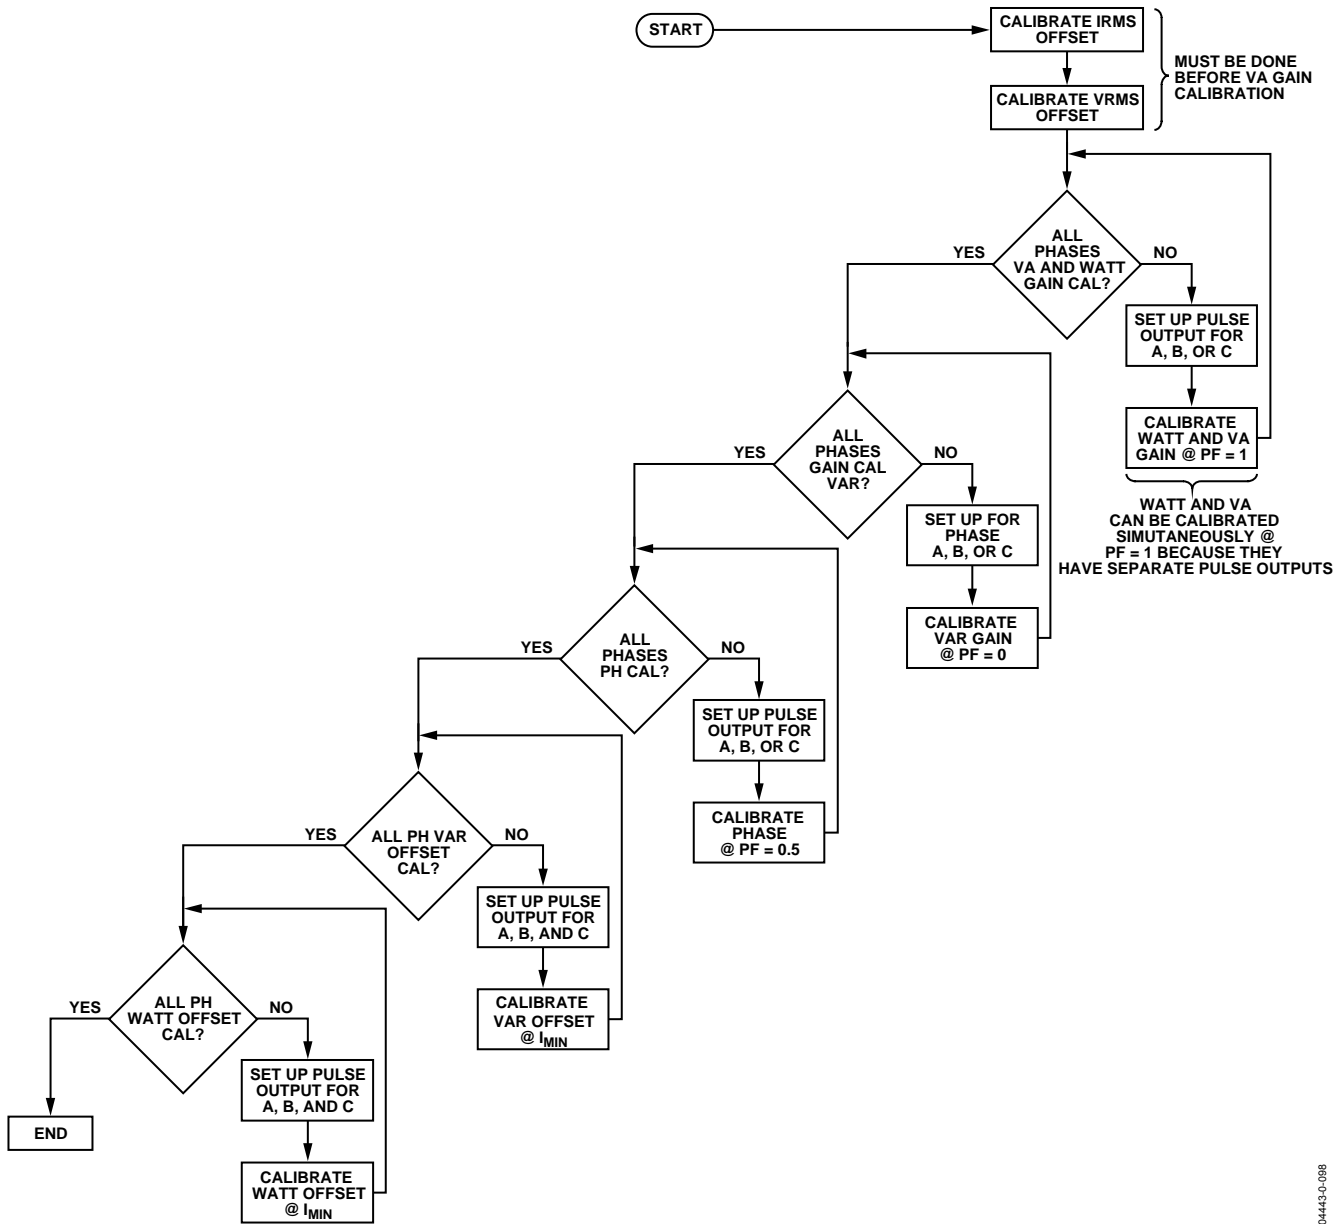 START
CALIBRATE IRMS
OFFSET
MUST BE DONE
BEFORE VA GAIN
CALIBRATION
CALIBRATE VRMS
OFFSET
ALL
PHASES
VA AND WATT
GAIN CAL?
YES
NO
SET UP PULSE
OUTPUT FOR
A, B, OR C
CALIBRATE
WATT AND VA
GAIN @ PF = 1
WATT AND VA
CAN BE CALIBRATED
SIMUTANEOUSLY @
PF = 1 BECAUSE THEY
HAVE SEPARATE PULSE OUTPUTS
ALL
PHASES
GAIN CAL
VAR?
YES
NO
SET UP FOR
PHASE
A, B, OR C
CALIBRATE
VAR GAIN
@ PF = 0
ALL
PHASES
PH CAL?
YES
NO
SET UP PULSE
OUTPUT FOR
A, B, OR C
CALIBRATE
PHASE
@ PF = 0.5
ALL PH VAR
OFFSET
CAL?
YES
NO
SET UP PULSE
OUTPUT FOR
A, B, AND C
CALIBRATE
VAR OFFSET
@ IMIN
ALL PH
WATT OFFSET
CAL?
YES
NO
SET UP PULSE
OUTPUT FOR
A, B, AND C
CALIBRATE
WATT OFFSET
@ IMIN
END
04443-0-098